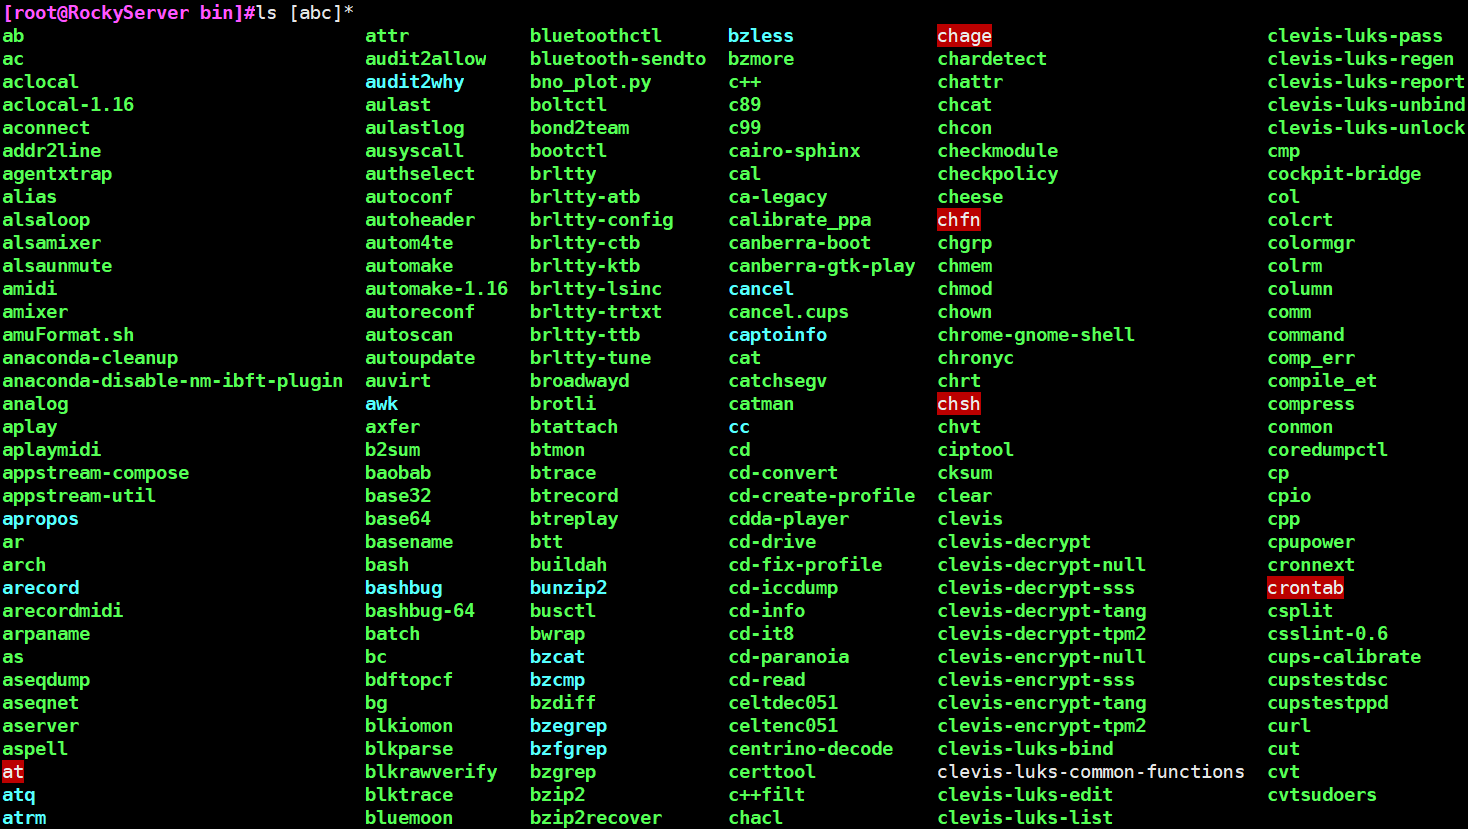 [root@RockyServer bin]#ls [abc]*
ab attr bluetoothctl bzless chage clevis-luks-pass
ac audit2allow bluetooth-sendto bzmore chardetect clevis-luks-regen
aclocal audit2why bno_plot.py c++ chattr clevis-luks-report
aclocal-1.16 aulast boltctl c89 chcat clevis-luks-unbind
aconnect aulastlog bond2team c99 chcon clevis-luks-unlock
addr2line ausyscall bootctl cairo-sphinx checkmodule cmp
agentxtrap authselect brltty cal checkpolicy cockpit-bridge
alias autoconf brltty-atb ca-legacy cheese col
alsaloop autoheader brltty-config calibrate_ppa chfn colcrt
alsamixer autom4te brltty-ctb canberra-boot chgrp colormgr
alsaunmute automake brltty-ktb canberra-gtk-play chmem colrm
amidi automake-1.16 brltty-lsinc cancel chmod column
amixer autoreconf brltty-trtxt cancel.cups chown comm
amuFormat.sh autoscan brltty-ttb captoinfo chrome-gnome-shell command
anaconda-cleanup autoupdate brltty-tune cat chronyc comp_err
anaconda-disable-nm-ibft-plugin auvirt broadwayd catchsegv chrt compile_et
analog awk brotli catman chsh compress
aplay axfer btattach cc chvt conmon
aplaymidi b2sum btmon cd ciptool coredumpctl
appstream-compose baobab btrace cd-convert cksum cp
appstream-util base32 btrecord cd-create-profile clear cpio
apropos base64 btreplay cdda-player clevis cpp
ar basename btt cd-drive clevis-decrypt cpupower
arch bash buildah cd-fix-profile clevis-decrypt-null cronnext
arecord bashbug bunzip2 cd-iccdump clevis-decrypt-sss crontab
arecordmidi bashbug-64 busctl cd-info clevis-decrypt-tang csplit
arpaname batch bwrap cd-it8 clevis-decrypt-tpm2 csslint-0.6
as bc bzcat cd-paranoia clevis-encrypt-null cups-calibrate
aseqdump bdftopcf bzcmp cd-read clevis-encrypt-sss cupstestdsc
aseqnet bg bzdiff celtdec051 clevis-encrypt-tang cupstestppd
aserver blkiomon bzegrep celtenc051 clevis-encrypt-tpm2 curl
aspell blkparse bzfgrep centrino-decode clevis-luks-bind cut
at blkrawverify bzgrep certtool clevis-luks-common-functions cvt
atq blktrace bzip2 c++filt clevis-luks-edit cvtsudoers
atrm bluemoon bzip2recover chacl clevis-luks-list